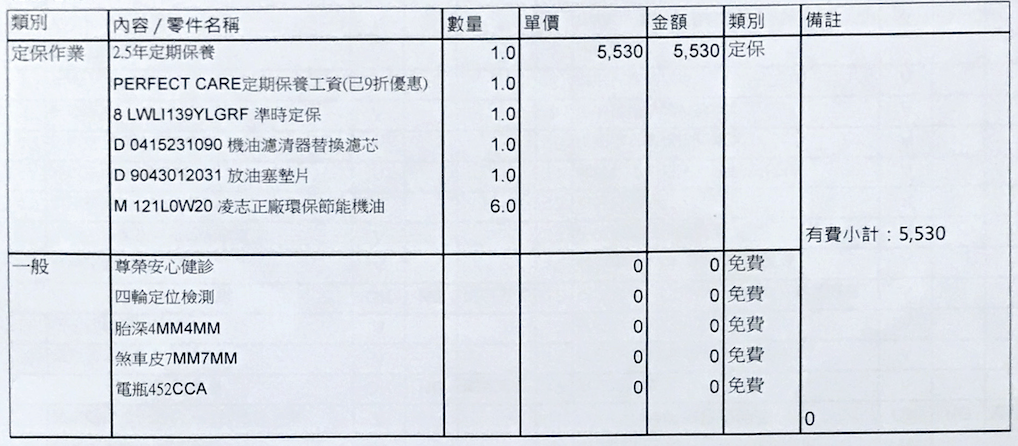 類別 內容 / 零件名稱 數量 單價 金額 類別 備註
定保作業 2.5年定期保養 1.0 5,530 5,530 定保
PERFECT CARE定期保養工資(已9折優惠) 1.0
8 LWLI139YLGRF 準時定保 1.0
D 0415231090 機油濾清器替換濾芯 1.0
D 9043012031 放油塞墊片 1.0
M 121L0W20 凌志正廠環保節能機油 6.0
有費小計：5,530
一般 尊榮安心健診 0 0 免費
四輪定位檢測 0 0 免費
胎深4MM4MM 0 0 免費
煞車皮7MM7MM 0 0 免費
電瓶452CCA 0 0 免費
0